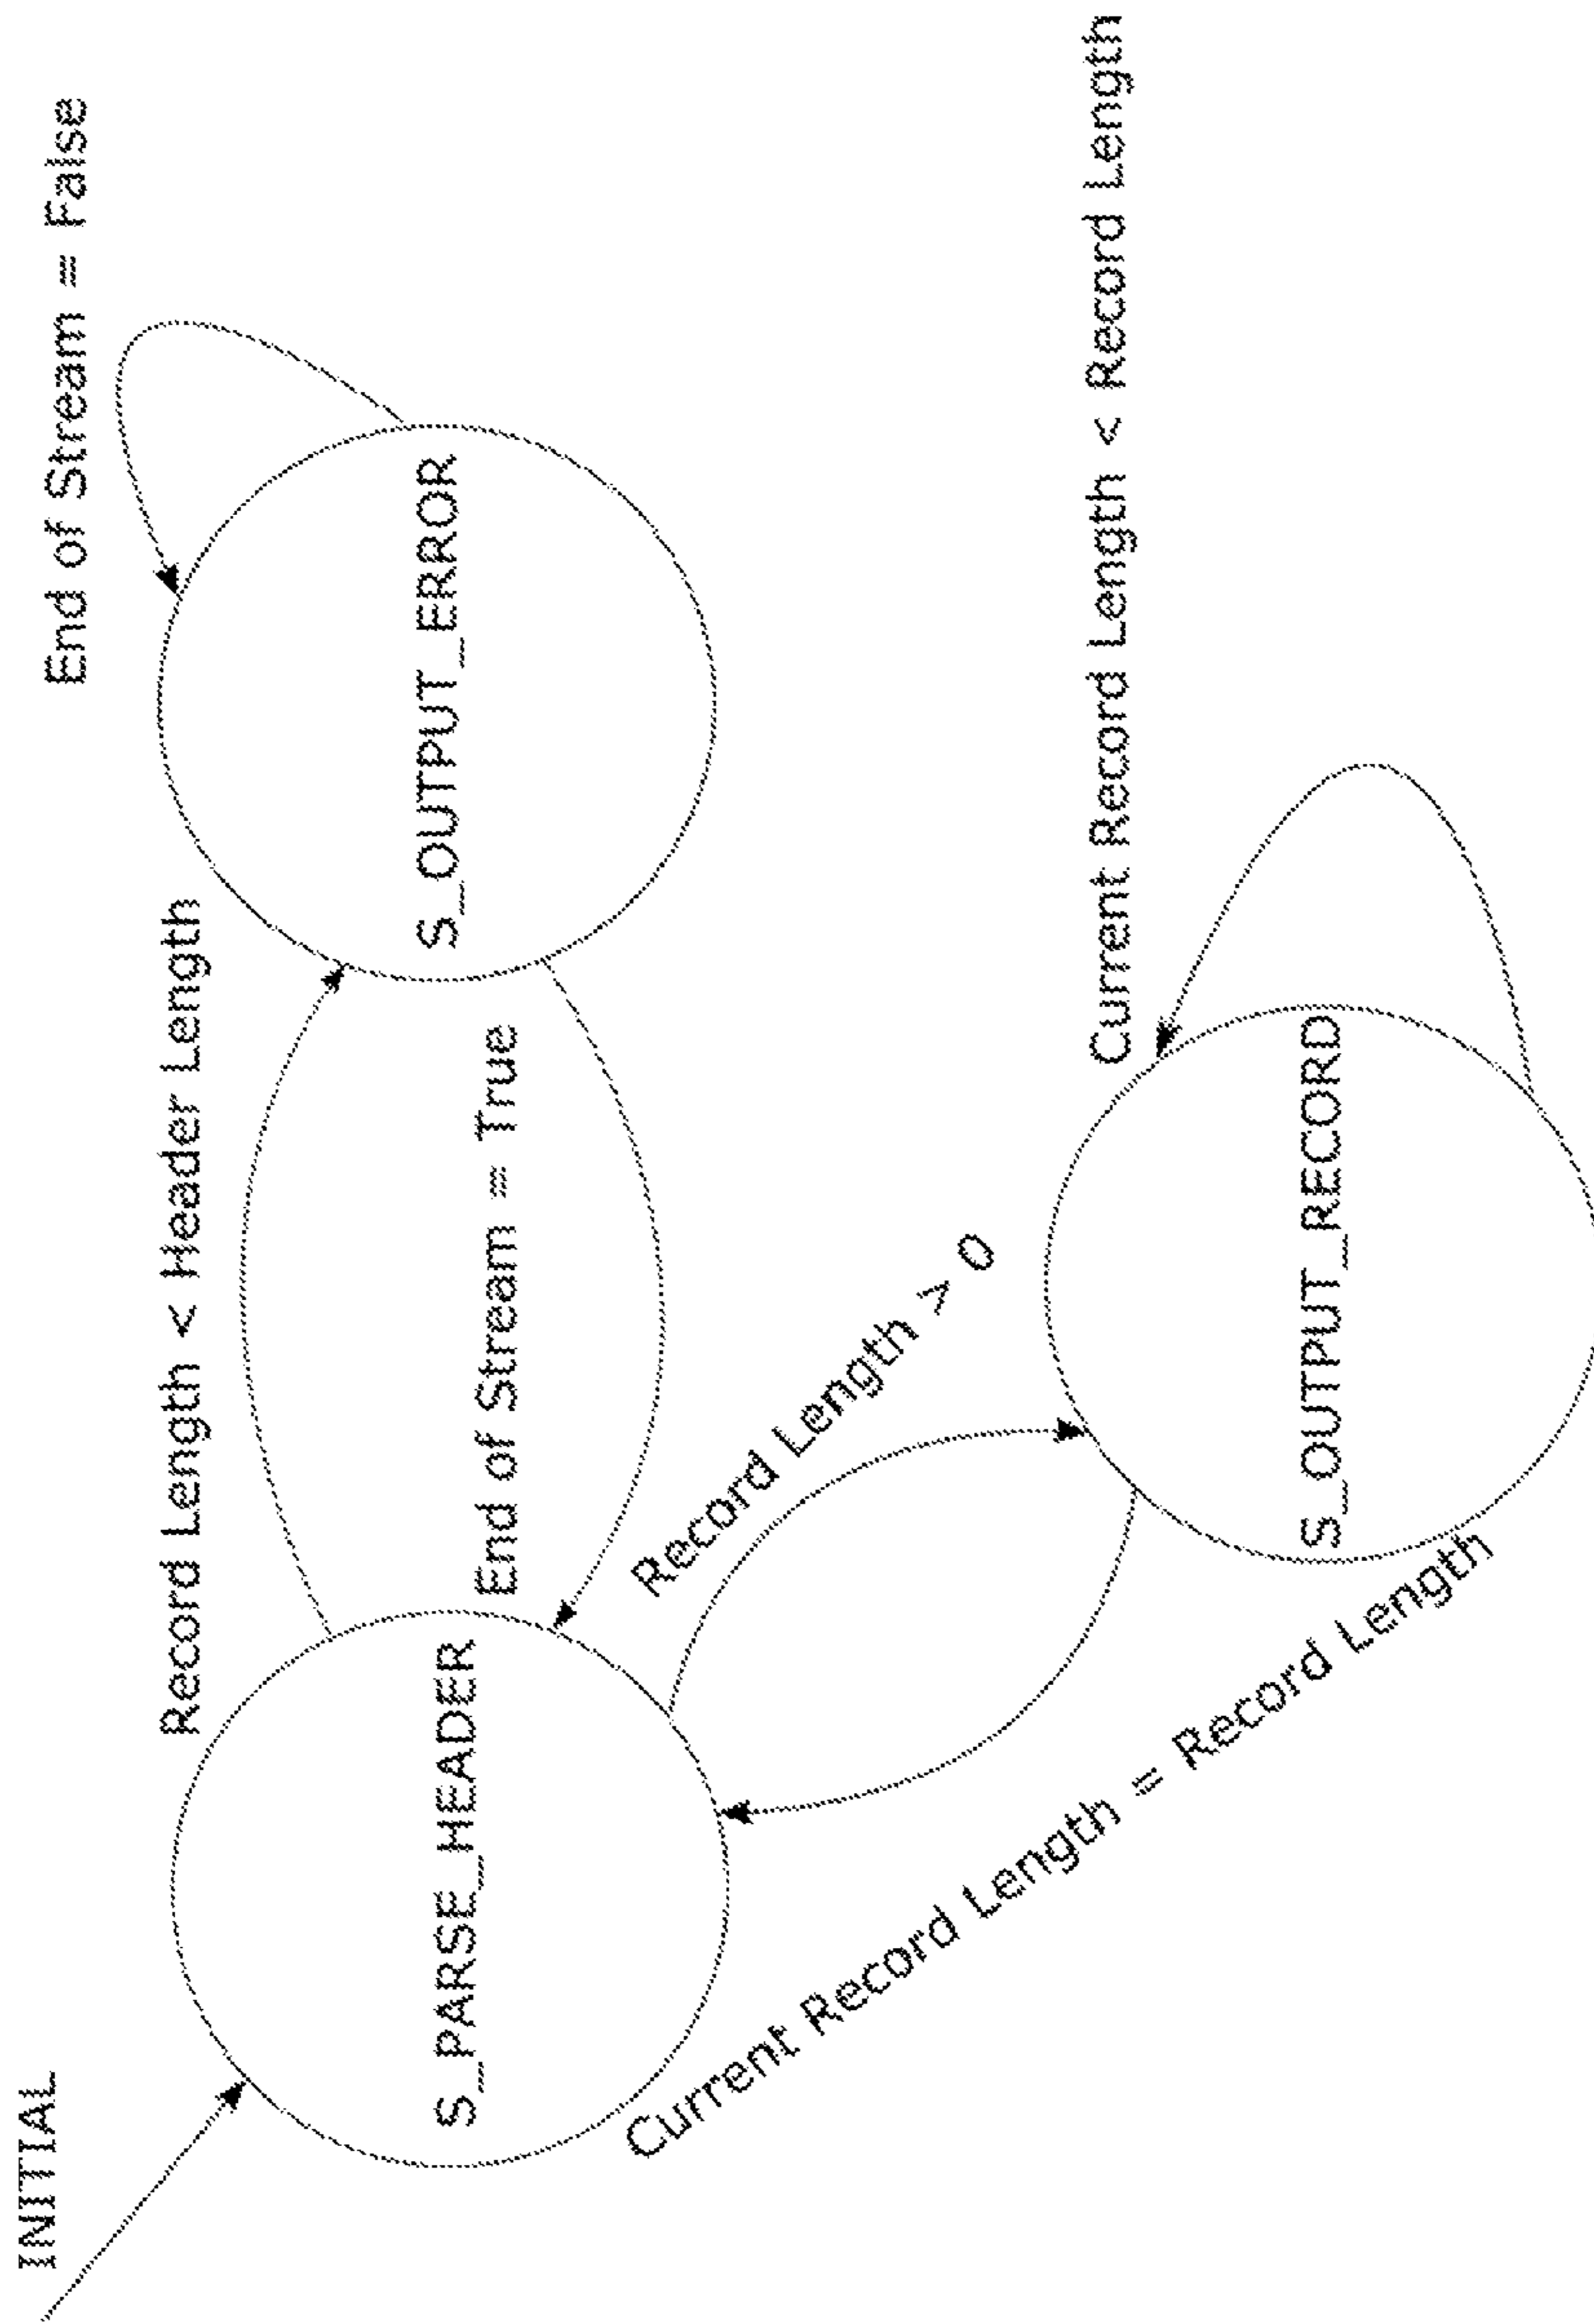 INITIAL
End of Stream = False
Record Length < Header Length
S_PARSE_HEADER
S_OUTPUT_ERROR
End of Stream = True
Record Length > 0
Current Record Length < Record Length
Current Record Length = Record Length
S_OUTPUT_RECORD